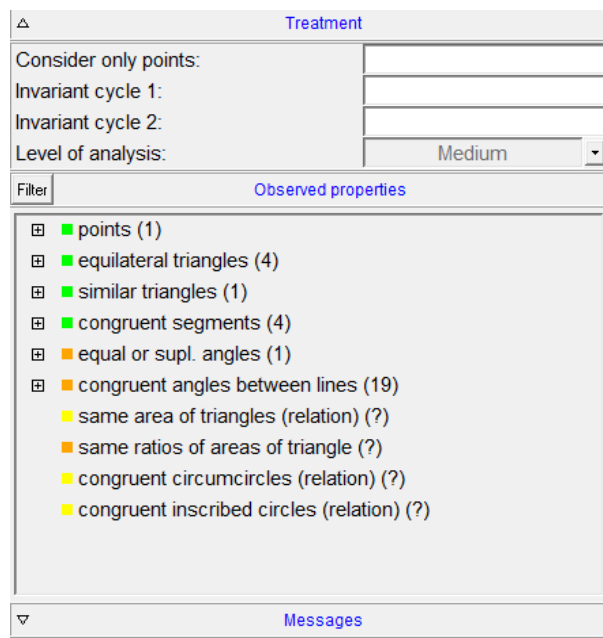 Treatment
Consider only points:
Invariant cycle 1:
Invariant cycle 2:
Level of analysis: Medium
Filter Observed properties
points (1)
equilateral triangles (4)
similar triangles (1)
congruent segments (4)
equal or supl. angles (1)
congruent angles between lines (19)
same area of triangles (relation) (?)
same ratios of areas of triangle (?)
congruent circumcircles (relation) (?)
congruent inscribed circles (relation) (?)
Messages